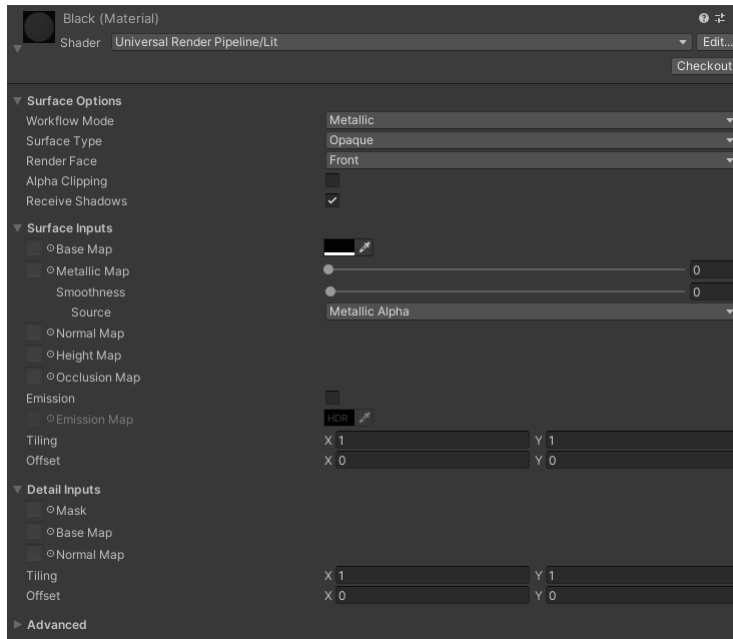 Black (Material)
Shader Universal Render Pipeline/Lit Edit...
Checkout
Surface Options
Workflow Mode Metallic
Surface Type Opaque
Render Face Front
Alpha Clipping
Receive Shadows
Surface Inputs
Base Map
Metallic Map 0
Smoothness 0
Source Metallic Alpha
Normal Map
Height Map
Occlusion Map
Emission
Emission Map HDR
Tiling X 1 Y 1
Offset X 0 Y 0
Detail Inputs
Mask
Base Map
Normal Map
Tiling X 1 Y 1
Offset X 0 Y 0
Advanced